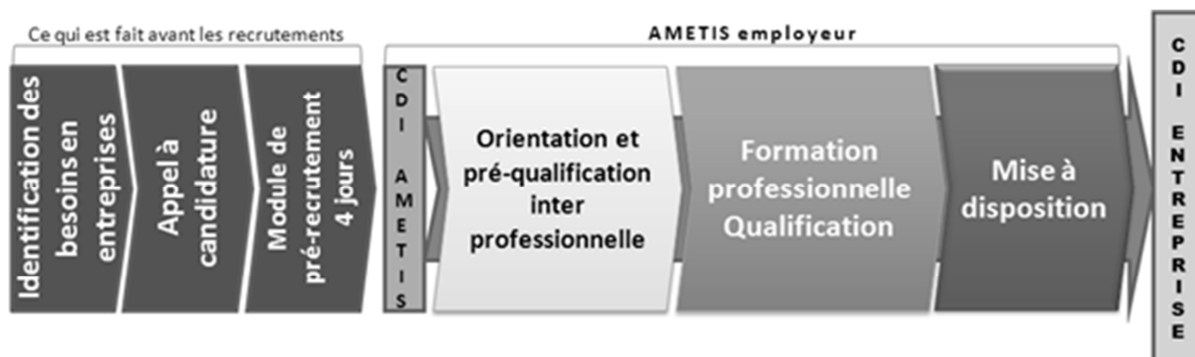 Ce qui est fait avant les recrutements
AMETIS employeur
Identification des
besoins en
entreprises
Appel à
candidature
Module de
pré-recrutement
4 jours
CDI AMETIS
Orientation et
pré-qualification
inter
professionnelle
Formation
professionnelle
Qualification
Mise à
disposition
CDI ENTREPRISE